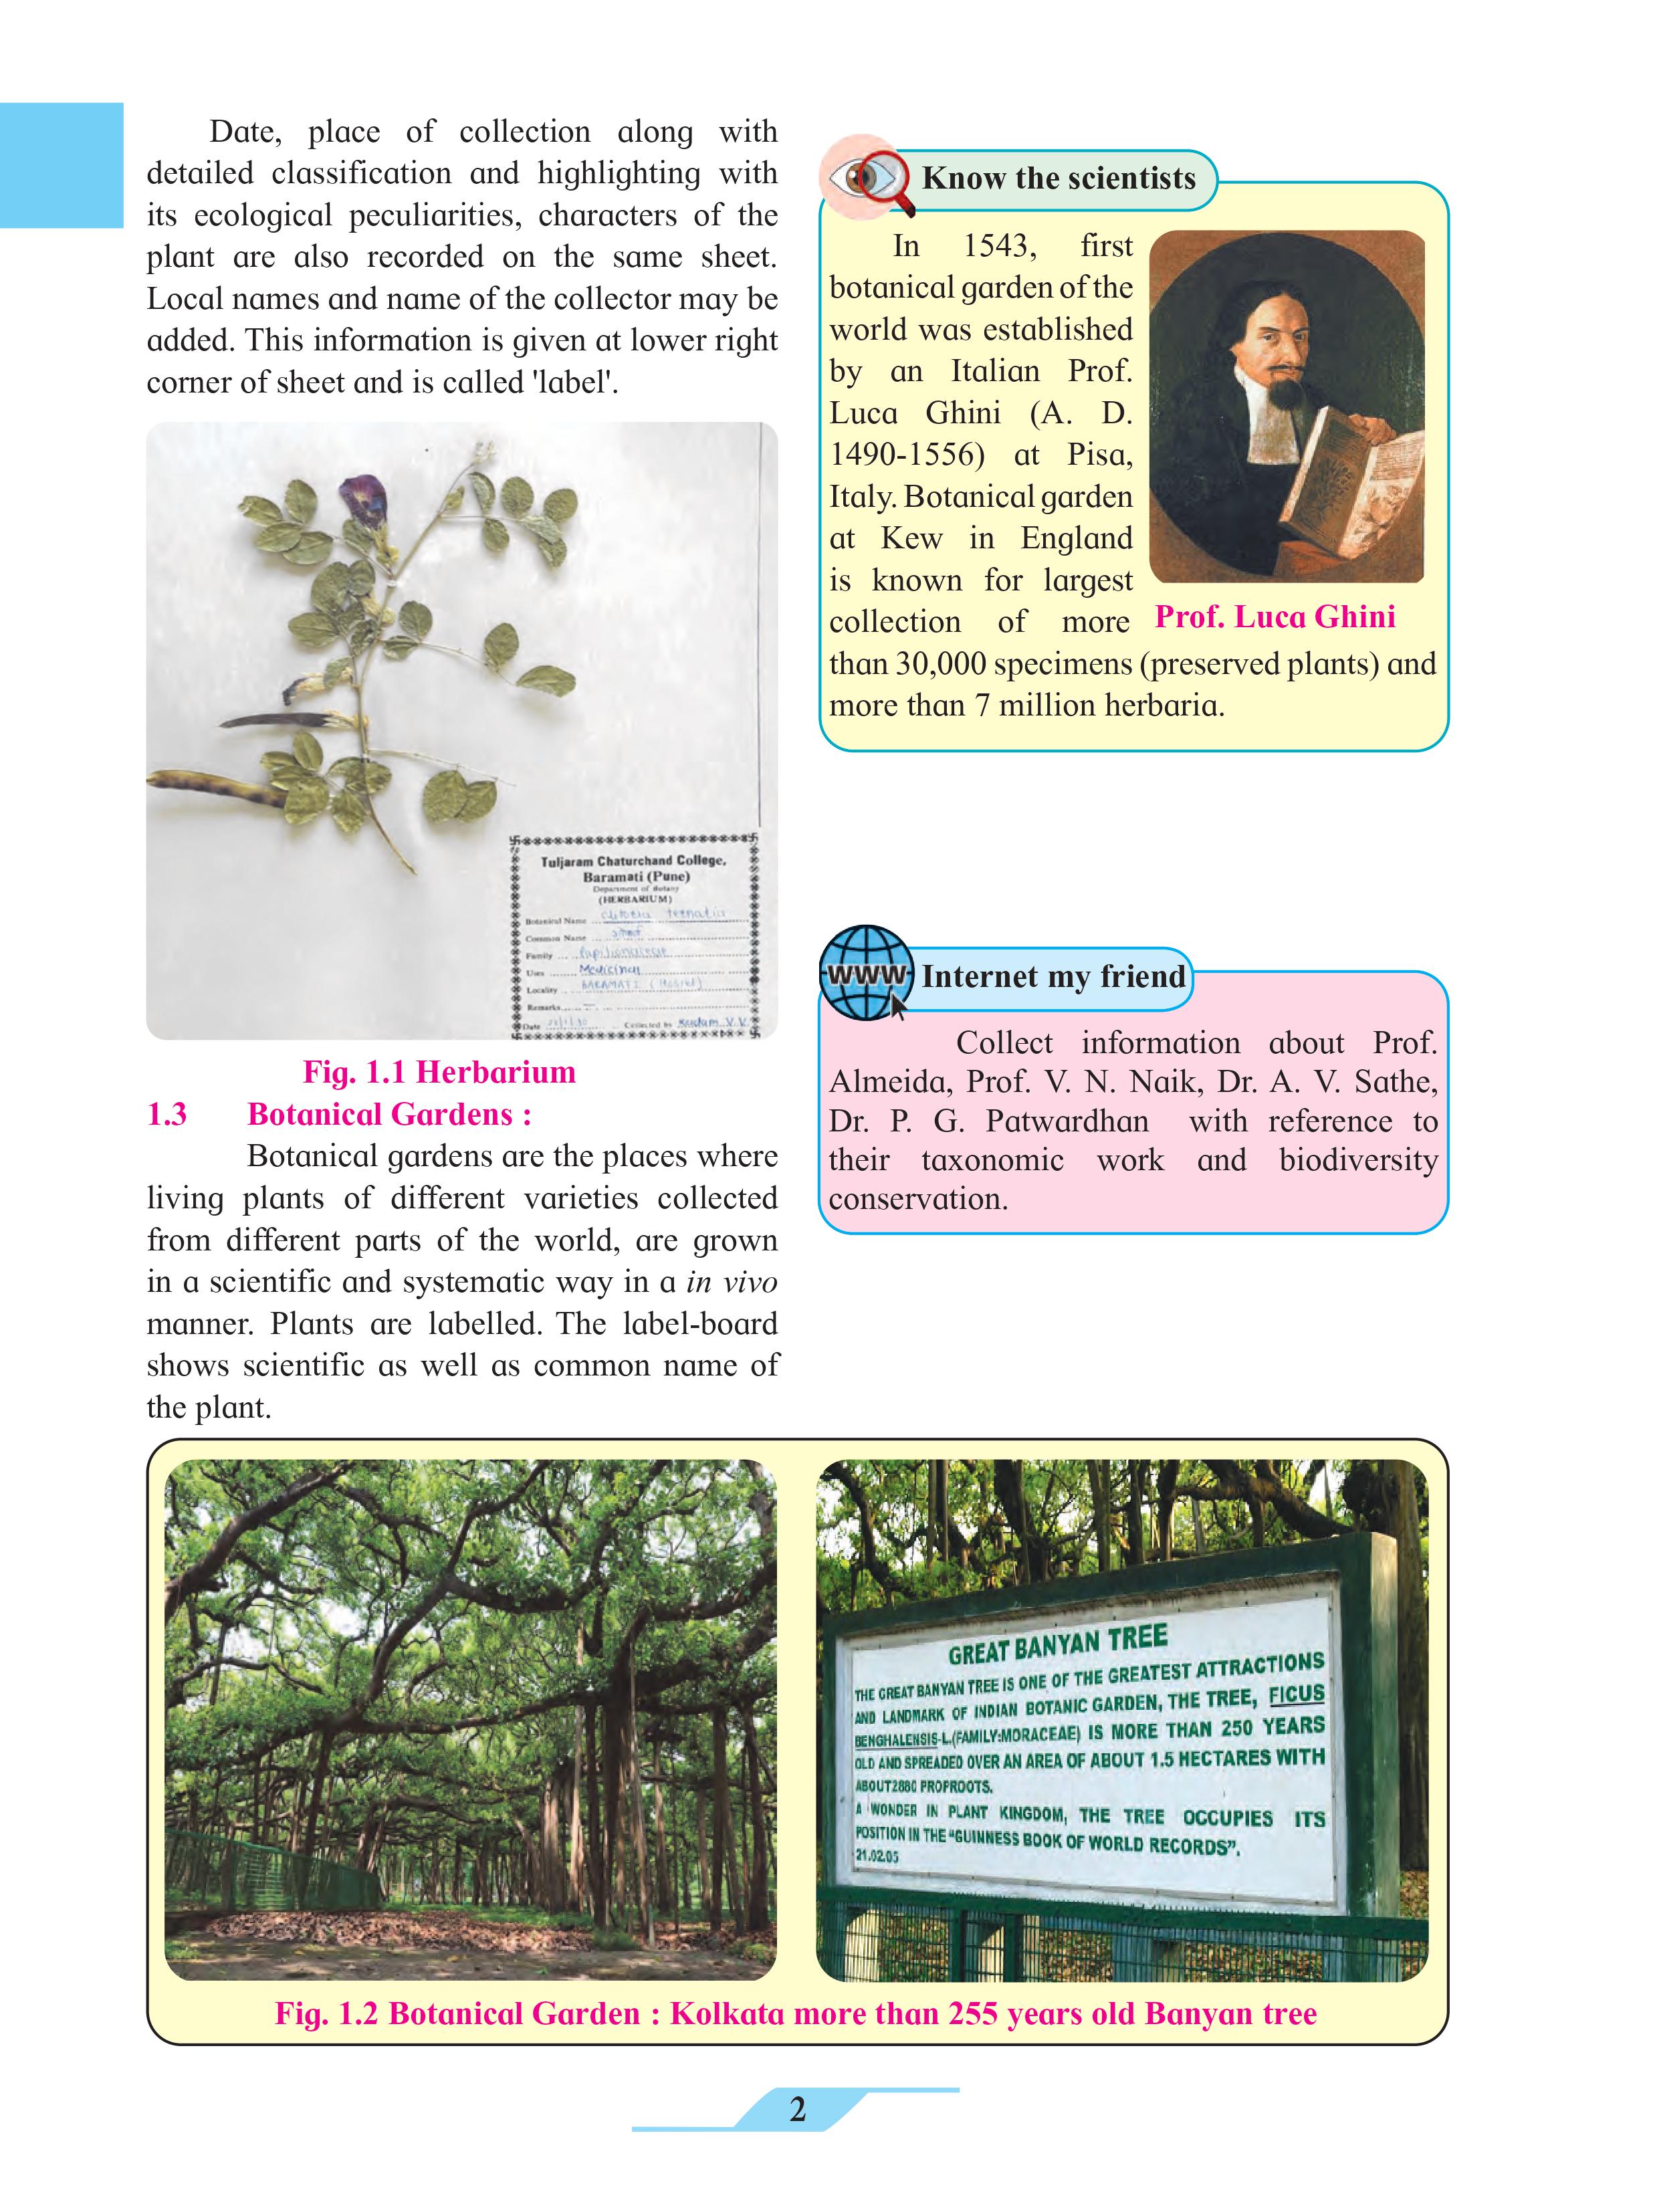 Date, place of collection along with
detailed classification and highlighting with
its ecological peculiarities, characters of the
plant are also recorded on the same sheet.
Local names and name of the collector may be
added. This information is given at lower right
corner of sheet and is called 'label'.
Tuljaram Chaturchand College,
Baramati (Pune)
Department of Botany
(HERBARIUM)
Botanical Name
Common Name
Family
Uses Medicinal
Locality BARAMATI
Remarks
Date Collected by Kadam V. V.
Fig. 1.1 Herbarium
1.3 Botanical Gardens :
Botanical gardens are the places where
living plants of different varieties collected
from different parts of the world, are grown
in a scientific and systematic way in a in vivo
manner. Plants are labelled. The label-board
shows scientific as well as common name of
the plant.
Know the scientists
In 1543, first
botanical garden of the
world was established
by an Italian Prof.
Luca Ghini (A. D.
1490-1556) at Pisa,
Italy. Botanical garden
at Kew in England
is known for largest
collection of more
than 30,000 specimens (preserved plants) and
more than 7 million herbaria.
Prof. Luca Ghini
WWW Internet my friend
Collect information about Prof.
Almeida, Prof. V. N. Naik, Dr. A. V. Sathe,
Dr. P. G. Patwardhan with reference to
their taxonomic work and biodiversity
conservation.
GREAT BANYAN TREE
THE GREAT BANYAN TREE IS ONE OF THE GREATEST ATTRACTIONS
AND LANDMARK OF INDIAN BOTANIC GARDEN, THE TREE, FICUS
BENGHALENSIS-L.(FAMILY:MORACEAE) IS MORE THAN 250 YEARS
OLD AND SPREADED OVER AN AREA OF ABOUT 1.5 HECTARES WITH
ABOUT2880 PROPROOTS.
A WONDER IN PLANT KINGDOM, THE TREE OCCUPIES ITS
POSITION IN THE "GUINNESS BOOK OF WORLD RECORDS".
21.02.05
Fig. 1.2 Botanical Garden : Kolkata more than 255 years old Banyan tree
2